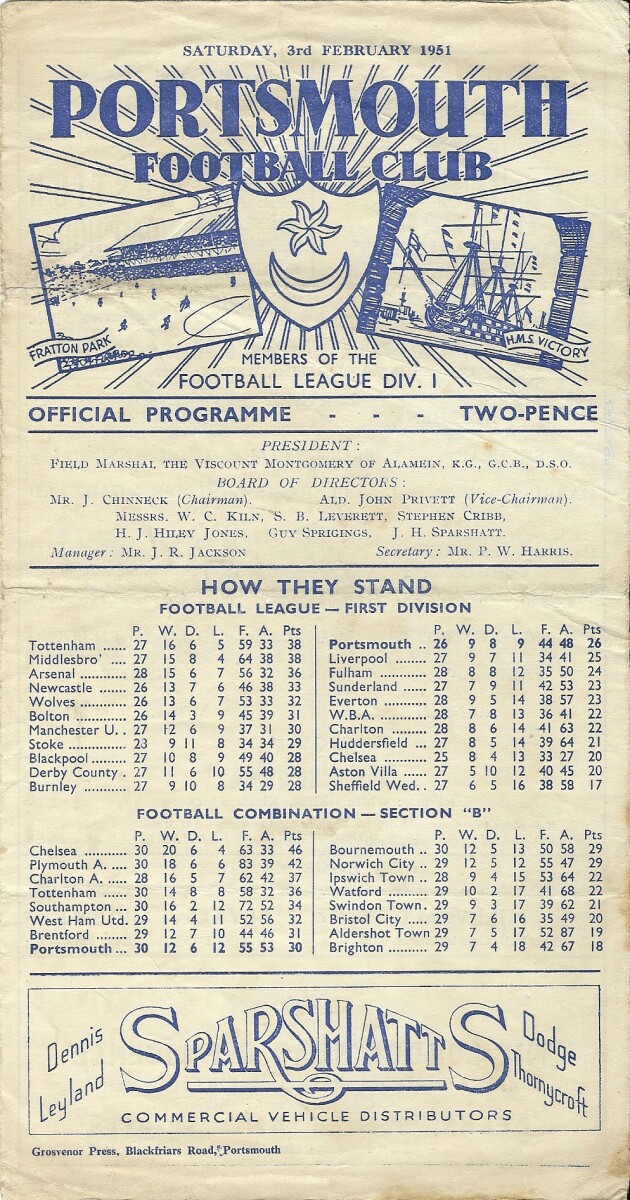 SATURDAY, 3rd FEBRUARY 1951
PORTSMOUTH
FOOTBALL CLUB
FRATTON PARK
H.M.S. VICTORY
MEMBERS OF THE
FOOTBALL LEAGUE DIV. I
OFFICIAL PROGRAMME - - - TWO-PENCE
PRESIDENT :
FIELD MARSHAL THE VISCOUNT MONTGOMERY OF ALAMEIN, K.G., G.C.B., D.S.O.
BOARD OF DIRECTORS :
MR. J. CHINNECK (Chairman). ALD. JOHN PRIVETT (Vice-Chairman).
MESSRS. W. C. KILN, S. B. LEVERETT, STEPHEN CRIBB,
H. J. HILEY JONES, GUY SPRIGINGS, J. H. SPARSHATT.
Manager : MR. J. R. JACKSON Secretary : MR. P. W. HARRIS.
HOW THEY STAND
FOOTBALL LEAGUE — FIRST DIVISION
P. W. D. L. F. A. Pts
Tottenham ...... 27 16 6 5 59 33 38
Middlesbro' .... 27 15 8 4 64 38 38
Arsenal ........ 28 15 6 7 56 32 36
Newcastle ....... 26 13 7 6 46 38 33
Wolves .......... 26 13 6 7 53 33 32
Bolton ........... 26 14 3 9 45 39 31
Manchester U. . 27 12 6 9 37 31 30
Stoke ........... 28 9 11 8 34 34 29
Blackpool ....... 27 10 8 9 49 40 28
Derby County . 27 11 6 10 55 48 28
Burnley ......... 27 9 10 8 34 29 28
P. W. D. L. F. A. Pts
Portsmouth .. 26 9 8 9 44 48 26
Liverpool ........ 27 9 7 11 34 41 25
Fulham .......... 28 8 8 12 35 50 24
Sunderland ...... 27 7 9 11 42 53 23
Everton ......... 28 9 5 14 38 57 23
W.B.A. .......... 28 8 7 13 36 41 22
Charlton ........ 28 8 6 14 41 63 22
Huddersfield ... 27 8 5 14 39 64 21
Chelsea .......... 25 8 4 13 33 27 20
Aston Villa ...... 27 5 10 12 40 45 20
Sheffield Wed. . 27 6 5 16 38 58 17
FOOTBALL COMBINATION — SECTION "B"
P. W. D. L. F. A. Pts
Chelsea .......... 30 20 6 4 63 33 46
Plymouth A. .... 30 18 6 6 83 39 42
Charlton A. ..... 28 16 5 7 62 42 37
Tottenham ...... 30 14 8 8 58 32 36
Southampton ... 30 16 2 12 72 52 34
West Ham Utd. 29 14 4 11 52 56 32
Brentford ....... 29 12 7 10 44 46 31
Portsmouth ... 30 12 6 12 55 53 30
P. W. D. L. F. A. Pts
Bournemouth .. 30 12 5 13 50 58 29
Norwich City .. 29 12 5 12 55 47 29
Ipswich Town .. 28 9 4 15 53 64 22
Watford ......... 29 10 2 17 41 68 22
Swindon Town. 29 9 3 17 39 62 21
Bristol City ..... 29 7 6 16 35 49 20
Aldershot Town 29 7 5 17 52 87 19
Brighton ......... 29 7 4 18 42 67 18
Dennis
Leyland
SPARSHATTS
Dodge
Thornycroft
COMMERCIAL VEHICLE DISTRIBUTORS
Grosvenor Press, Blackfriars Road, Portsmouth